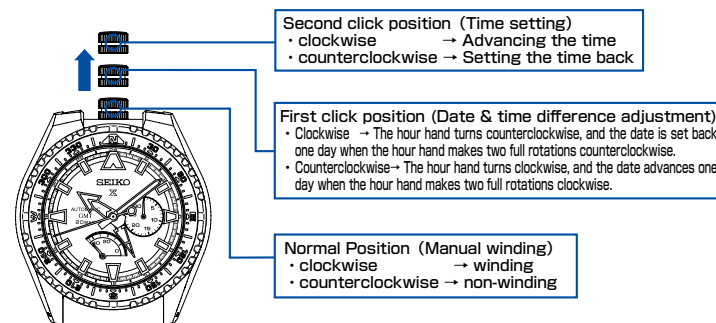 Second click position (Time setting)
・clockwise → Advancing the time
・counterclockwise → Setting the time back
First click position (Date & time difference adjustment)
・Clockwise → The hour hand turns counterclockwise, and the date is set back
one day when the hour hand makes two full rotations counterclockwise.
・Counterclockwise→ The hour hand turns clockwise, and the date advances one
day when the hour hand makes two full rotations clockwise.
SEIKO
AUTOMATIC
GMT
Normal Position (Manual winding)
・clockwise → winding
・counterclockwise → non-winding